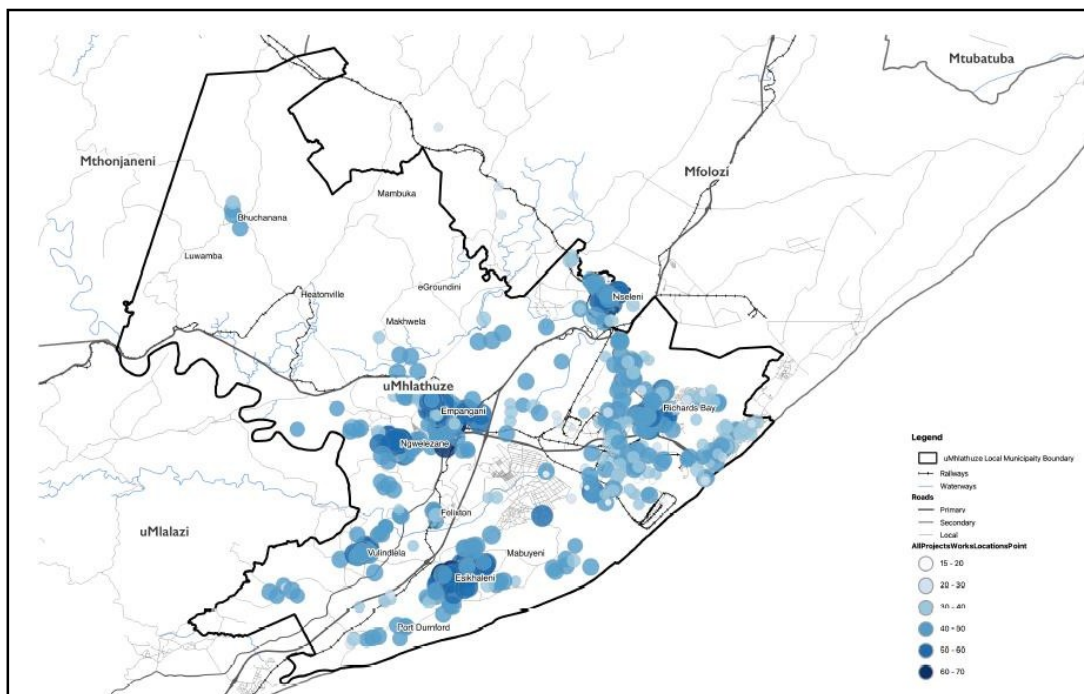 Mtubatuba
Mthonjaneni
Mfolozi
Mambuka
Bhuchanana
Luwamba
eGroundini
Heatonville
Nseleni
Makhwela
uMhlathuze
Empangani
Richards Bay
Ngwelezane
Felixton
uMlalazi
Vulindlela
Mabuyeni
Esikhaleni
Port Durnford
Legend
uMhlathuze Local Municipality Boundary
Railways
Waterways
Roads
Primary
Secondary
Local
AllProjectsWorksLocationsPoint
15 - 20
20 - 30
30 - 40
40 - 50
50 - 60
60 - 70